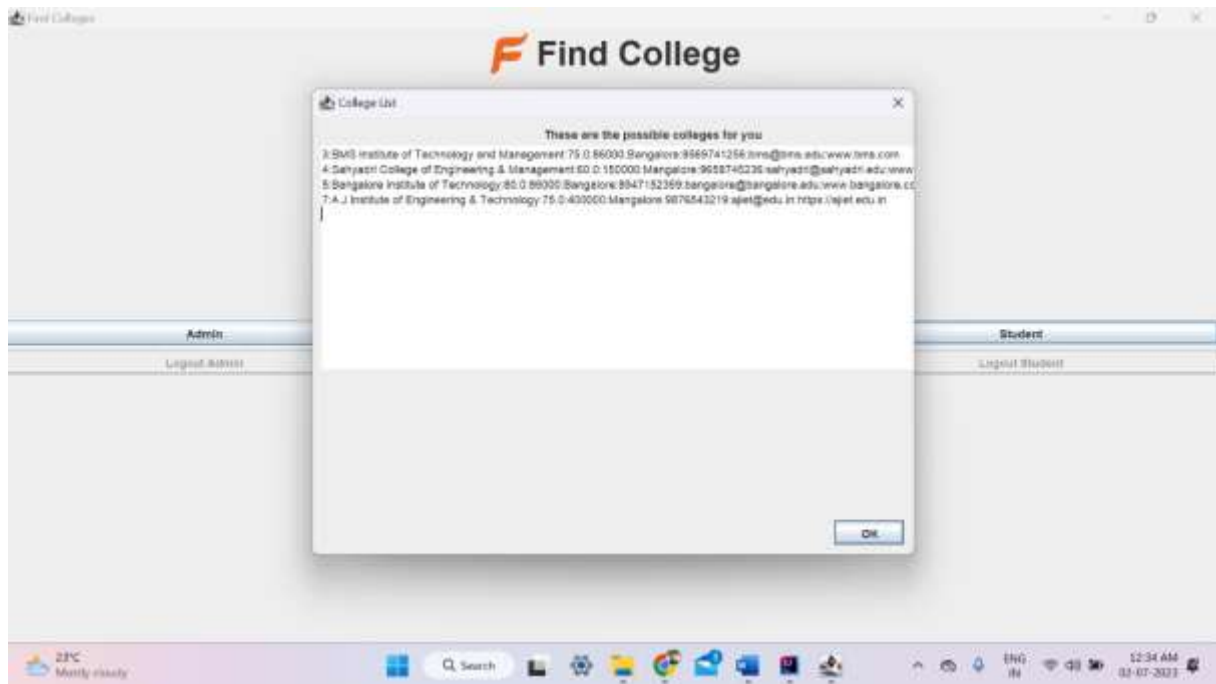 Find Colleges
Find College
College List
These are the possible colleges for you
3:BMS Institute of Technology and Management:75.0:86000:Bangalore:9569741256:bms@bms.edu:www.bms.com
4:Sahyadri College of Engineering & Management:60.0:150000:Mangalore:9658745236:sahyadri@sahyadri.edu:www
5:Bangalore Institute of Technology:80.0:86000:Bangalore:8947152369:bangalore@bangalore.edu:www.bangalore.co
7:A J Institute of Engineering & Technology:75.0:400000:Mangalore:9876543219:ajiet@edu.in:https://ajiet.edu.in
Admin
Student
Logout Admin
Logout Student
OK
23°C
Mostly cloudy
Search
ENG
IN
12:34 AM
02-07-2023